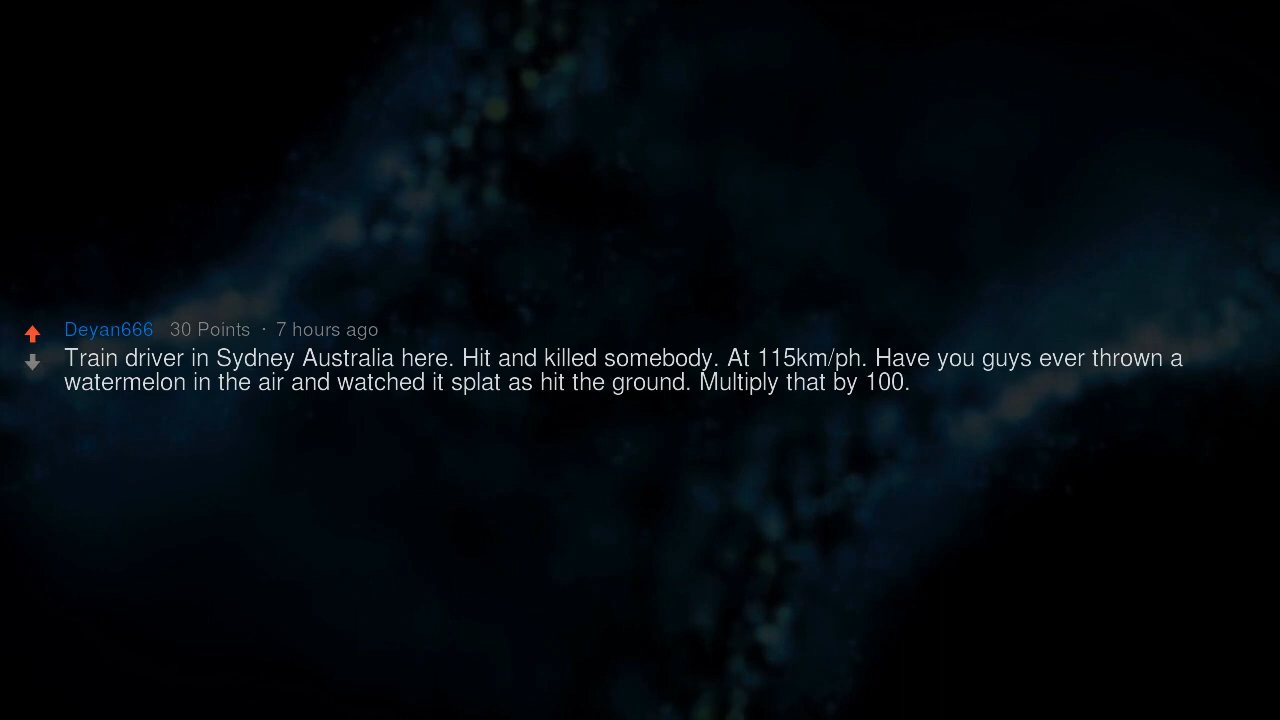 Deyan666 30 Points · 7 hours ago
Train driver in Sydney Australia here. Hit and killed somebody. At 115km/ph. Have you guys ever thrown a
watermelon in the air and watched it splat as hit the ground. Multiply that by 100.